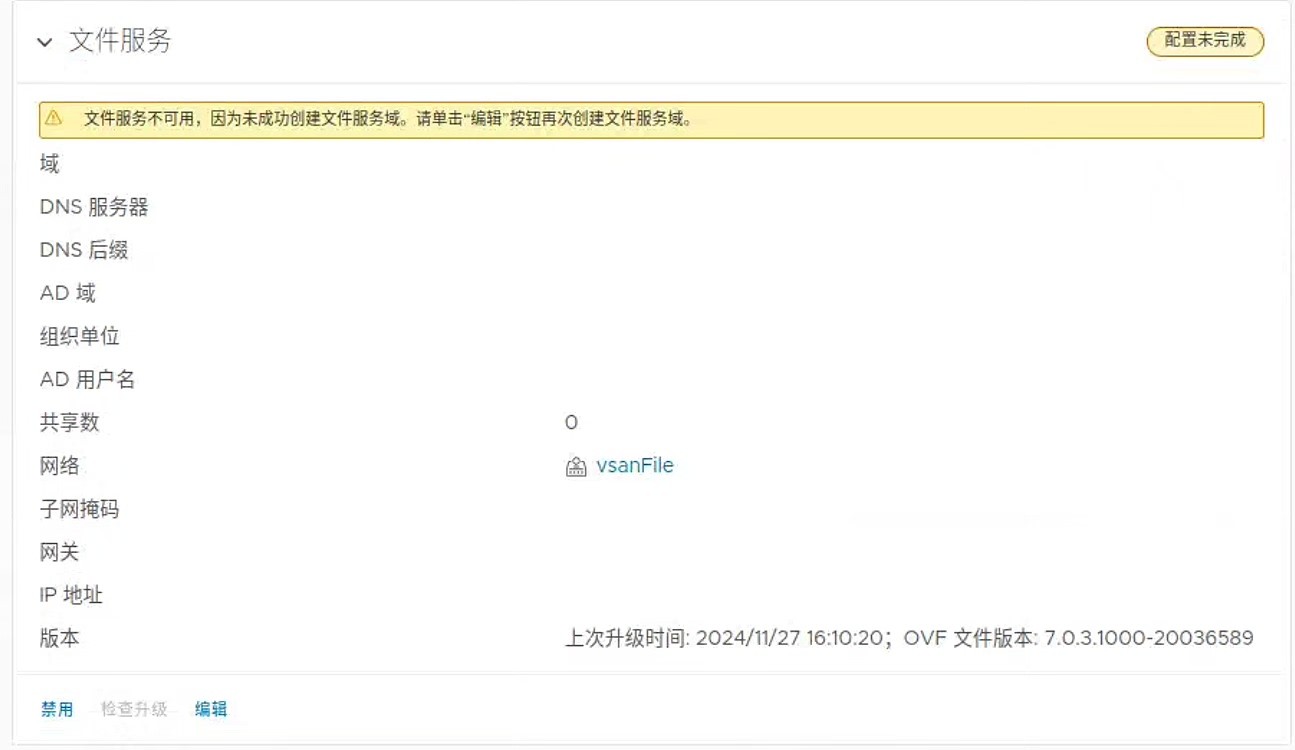 文件服务
配置未完成
文件服务不可用，因为未成功创建文件服务域。请单击“编辑”按钮再次创建文件服务域。
域
DNS 服务器
DNS 后缀
AD 域
组织单位
AD 用户名
共享数 0
网络 vsanFile
子网掩码
网关
IP 地址
版本 上次升级时间: 2024/11/27 16:10:20；OVF 文件版本: 7.0.3.1000-20036589
禁用 检查升级 编辑